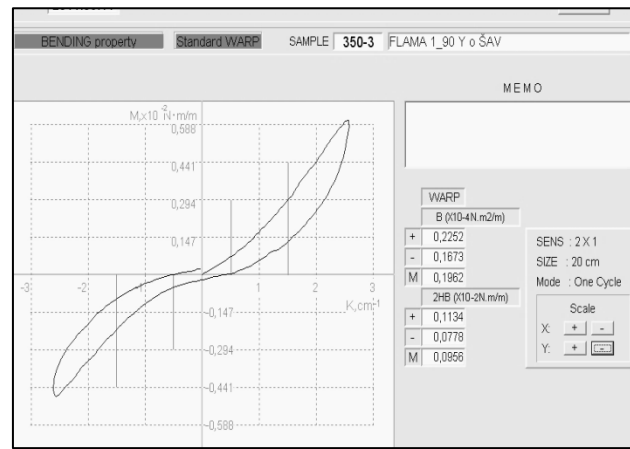 BENDING property Standard WARP SAMPLE 350-3 FLAMA 1_90 Y o ŠAV
MEMO
M,x10 -2 N·m/m
0,588
0,441
0,294
0,147
-3 -2 -1 1 2 3
K,cm-1
-0,147
-0,294
-0,441
-0,588
WARP
B (X10-4N.m2/m)
+ 0,2252
- 0,1673
M 0,1962
2HB (X10-2N.m/m)
+ 0,1134
- 0,0778
M 0,0956
SENS : 2 X 1
SIZE : 20 cm
Mode : One Cycle
Scale
X: + -
Y: + -